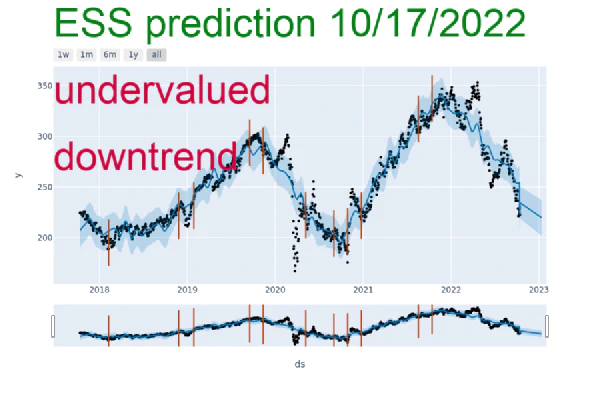 ESS prediction 10/17/2022
1w 1m 6m 1y all
undervalued
downtrend
350
300
250
200
y
2018 2019 2020 2021 2022 2023
ds